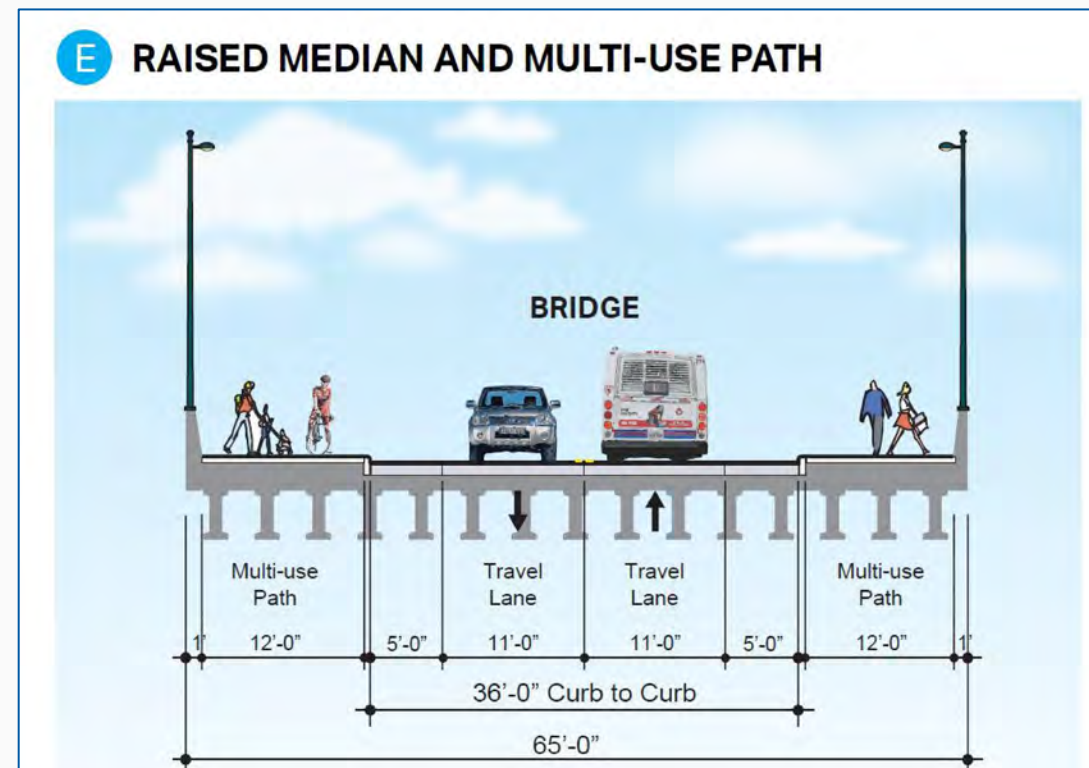 E RAISED MEDIAN AND MULTI-USE PATH
BRIDGE
Multi-use
Path
Travel
Lane
Travel
Lane
Multi-use
Path
1' 12'-0" 5'-0" 11'-0" 11'-0" 5'-0" 12'-0" 1'
36'-0" Curb to Curb
65'-0"